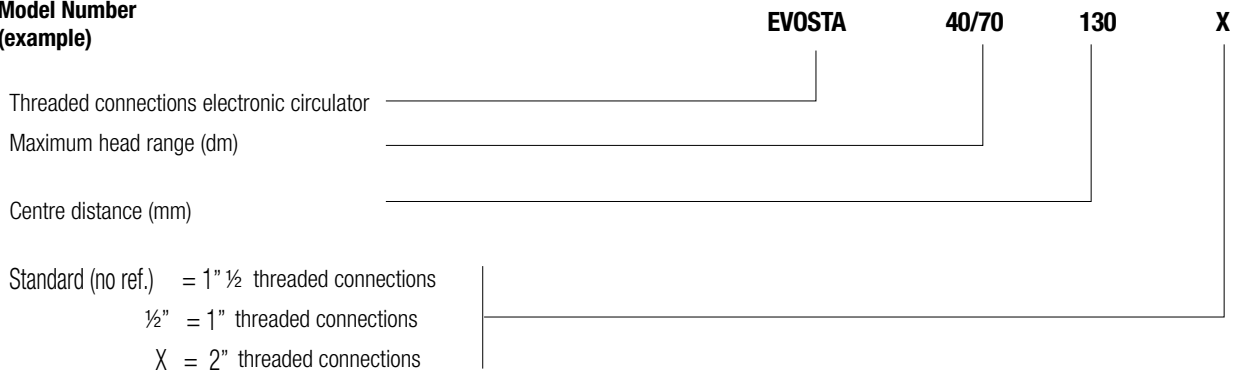 Model Number
(example)
EVOSTA 40/70 130 X
Threaded connections electronic circulator
Maximum head range (dm)
Centre distance (mm)
Standard (no ref.) = 1” ½ threaded connections
½” = 1” threaded connections
X = 2” threaded connections